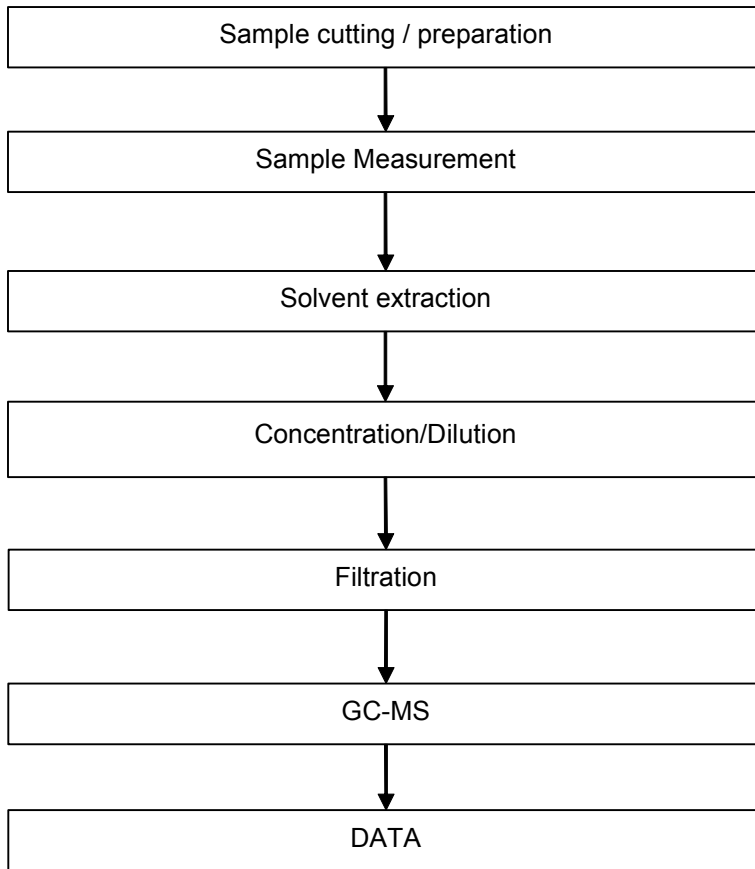 Sample cutting / preparation
Sample Measurement
Solvent extraction
Concentration/Dilution
Filtration
GC-MS
DATA